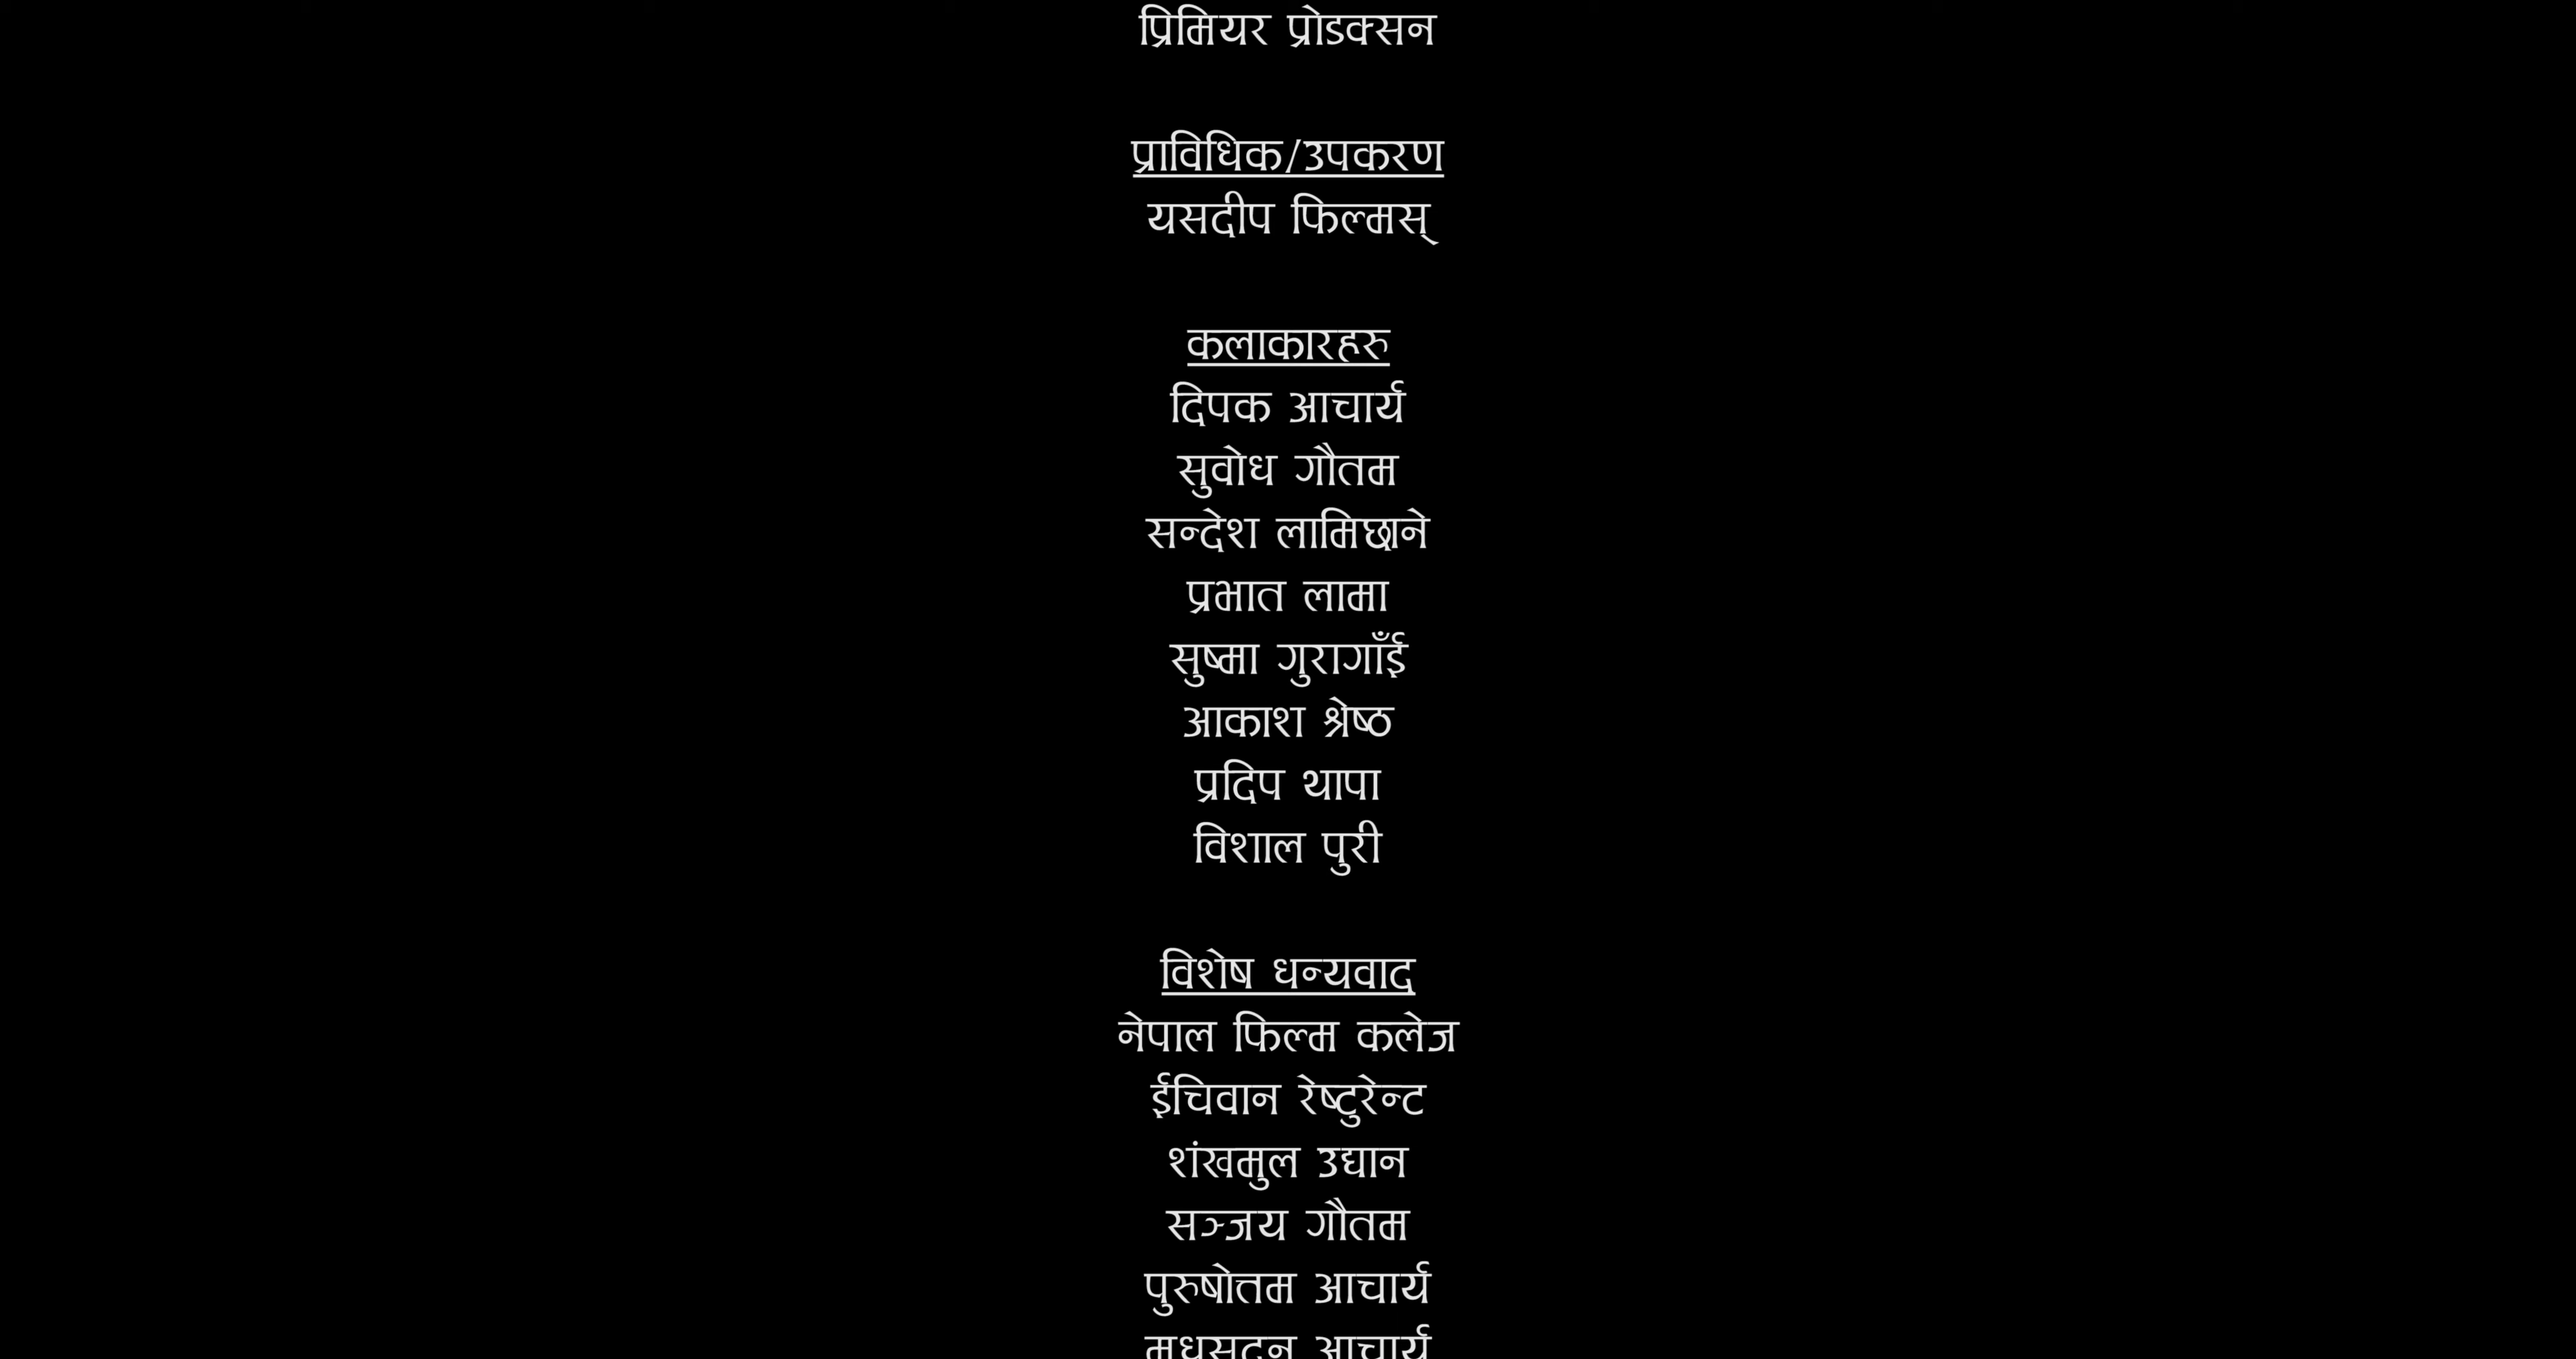 प्रिमियर प्रोडक्सन
प्राविधिक/उपकरण
यसदीप फिल्मस्
कलाकारहरु
दिपक आचार्य
सुवोध गौतम
सन्देश लामिछाने
प्रभात लामा
सुष्मा गुरागाँई
आकाश श्रेष्ठ
प्रदिप थापा
विशाल पुरी
विशेष धन्यवाद
नेपाल फिल्म कलेज
ईचिवान रेष्टुरेन्ट
शंखमुल उद्यान
सञ्जय गौतम
पुरुषोत्तम आचार्य
आचार्य